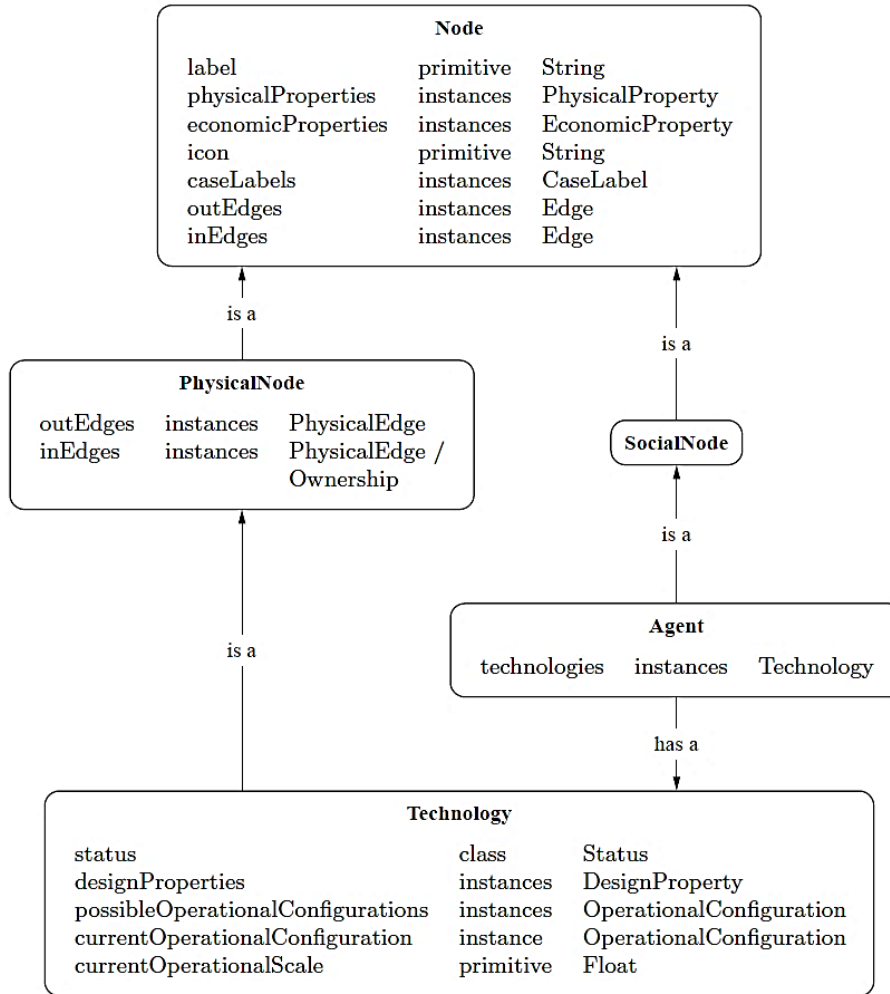 Node
label primitive String
physicalProperties instances PhysicalProperty
economicProperties instances EconomicProperty
icon primitive String
caseLabels instances CaseLabel
outEdges instances Edge
inEdges instances Edge
is a
is a
PhysicalNode
outEdges instances PhysicalEdge
inEdges instances PhysicalEdge /
Ownership
SocialNode
is a
is a
Agent
technologies instances Technology
has a
Technology
status class Status
designProperties instances DesignProperty
possibleOperationalConfigurations instances OperationalConfiguration
currentOperationalConfiguration instance OperationalConfiguration
currentOperationalScale primitive Float